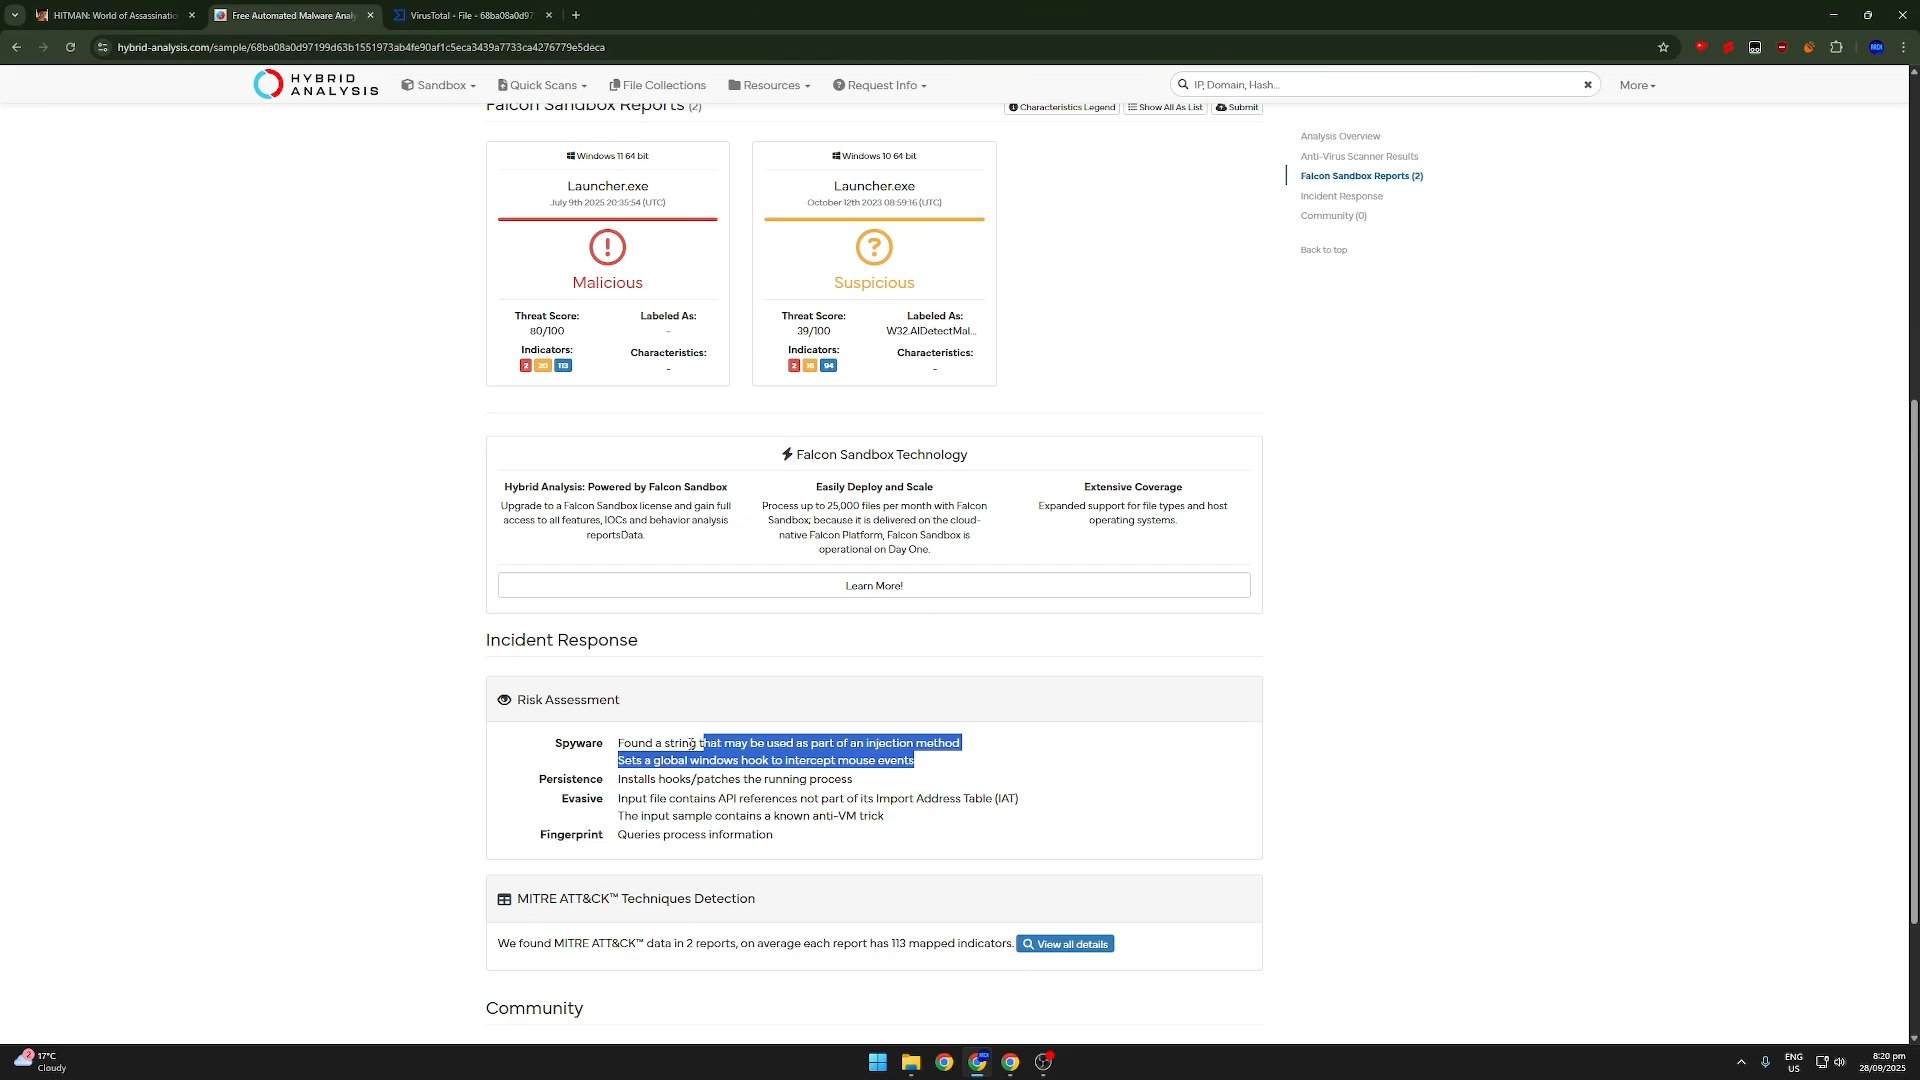 HITMAN: World of Assassinatio
Free Automated Malware Analy
VirusTotal - File - 68ba08a0d97
hybrid-analysis.com/sample/68ba08a0d97199d63b1551973ab4fe90af1c5eca3439a7733ca4276779e5deca
HYBRID
ANALYSIS
Sandbox
Quick Scans
File Collections
Resources
Request Info
IP, Domain, Hash...
More
Falcon Sandbox Reports (2)
Characteristics Legend
Show All As List
Submit
Windows 11 64 bit
Launcher.exe
July 9th 2025 20:35:54 (UTC)
Malicious
Threat Score:
80/100
Labeled As:
-
Indicators:
2 20 113
Characteristics:
-
Windows 10 64 bit
Launcher.exe
October 12th 2023 08:59:16 (UTC)
Suspicious
Threat Score:
39/100
Labeled As:
W32.AIDetectMal...
Indicators:
2 16 94
Characteristics:
-
Analysis Overview
Anti-Virus Scanner Results
Falcon Sandbox Reports (2)
Incident Response
Community (0)
Back to top
Falcon Sandbox Technology
Hybrid Analysis: Powered by Falcon Sandbox
Upgrade to a Falcon Sandbox license and gain full
access to all features, IOCs and behavior analysis
reportsData.
Easily Deploy and Scale
Process up to 25,000 files per month with Falcon
Sandbox; because it is delivered on the cloud-
native Falcon Platform, Falcon Sandbox is
operational on Day One.
Extensive Coverage
Expanded support for file types and host
operating systems.
Learn More!
Incident Response
Risk Assessment
Spyware Found a string that may be used as part of an injection method
Sets a global windows hook to intercept mouse events
Persistence Installs hooks/patches the running process
Evasive Input file contains API references not part of its Import Address Table (IAT)
The input sample contains a known anti-VM trick
Fingerprint Queries process information
MITRE ATT&CK™ Techniques Detection
We found MITRE ATT&CK™ data in 2 reports, on average each report has 113 mapped indicators. View all details
Community
2
17°C
Cloudy
ENG
US
8:20 pm
28/09/2025